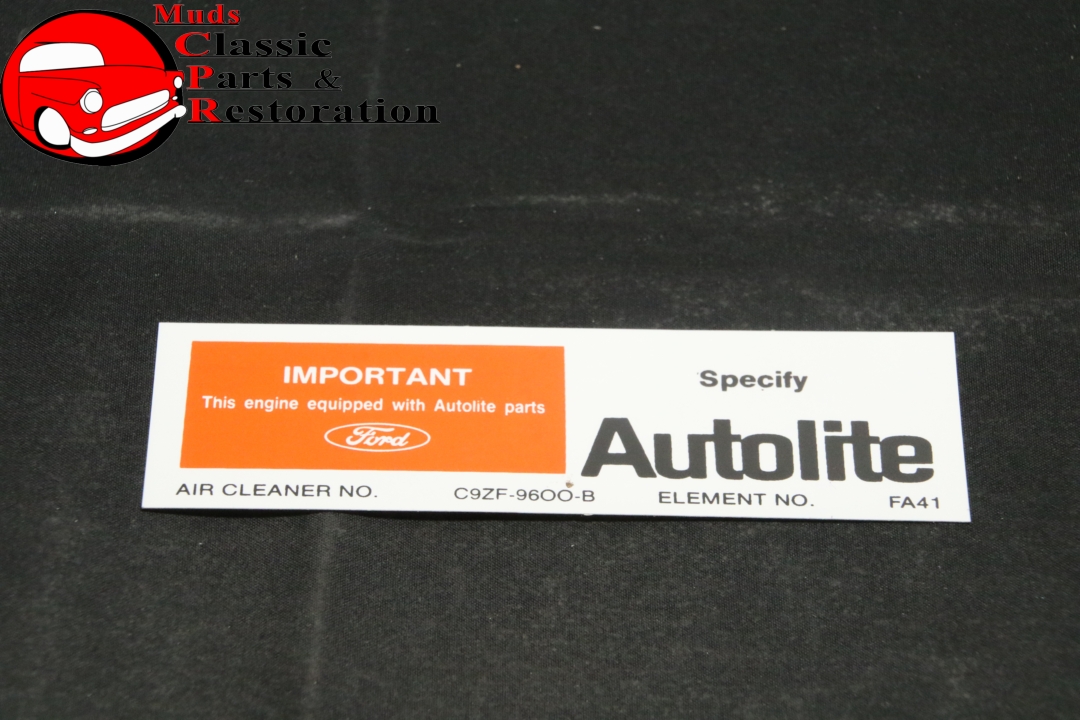 Muds
Classic
Parts &
Restoration
IMPORTANT
This engine equipped with Autolite parts
Ford
Specify
Autolite
AIR CLEANER NO. C9ZF-9600-B ELEMENT NO. FA41